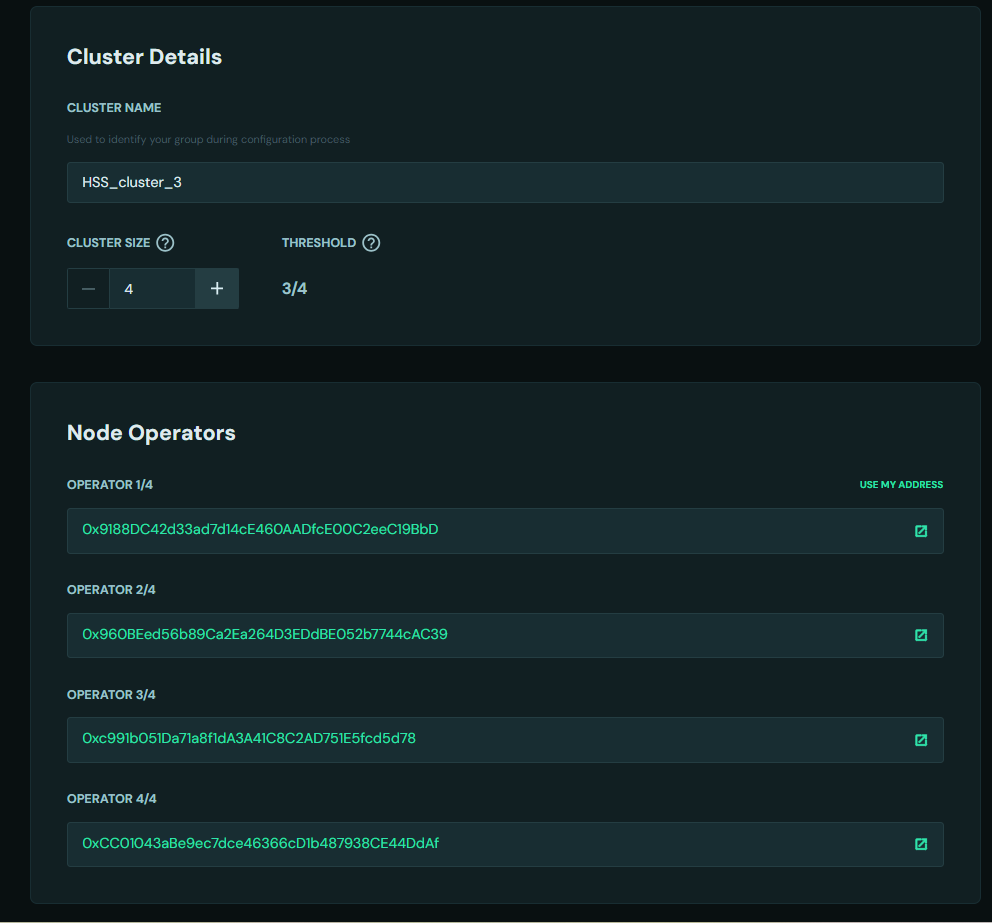 Cluster Details
CLUSTER NAME
Used to identify your group during configuration process
HSS_cluster_3
CLUSTER SIZE ? THRESHOLD ?
— 4 + 3/4
Node Operators
OPERATOR 1/4 USE MY ADDRESS
0x9188DC42d33ad7d14cE460AADfcE00C2eeC19BbD
OPERATOR 2/4
0x960BEed56b89Ca2Ea264D3EDdBE052b7744cAC39
OPERATOR 3/4
0xc991b051Da71a8f1dA3A41C8C2AD751E5fcd5d78
OPERATOR 4/4
0xCC01043aBe9ec7dce46366cD1b487938CE44DdAf